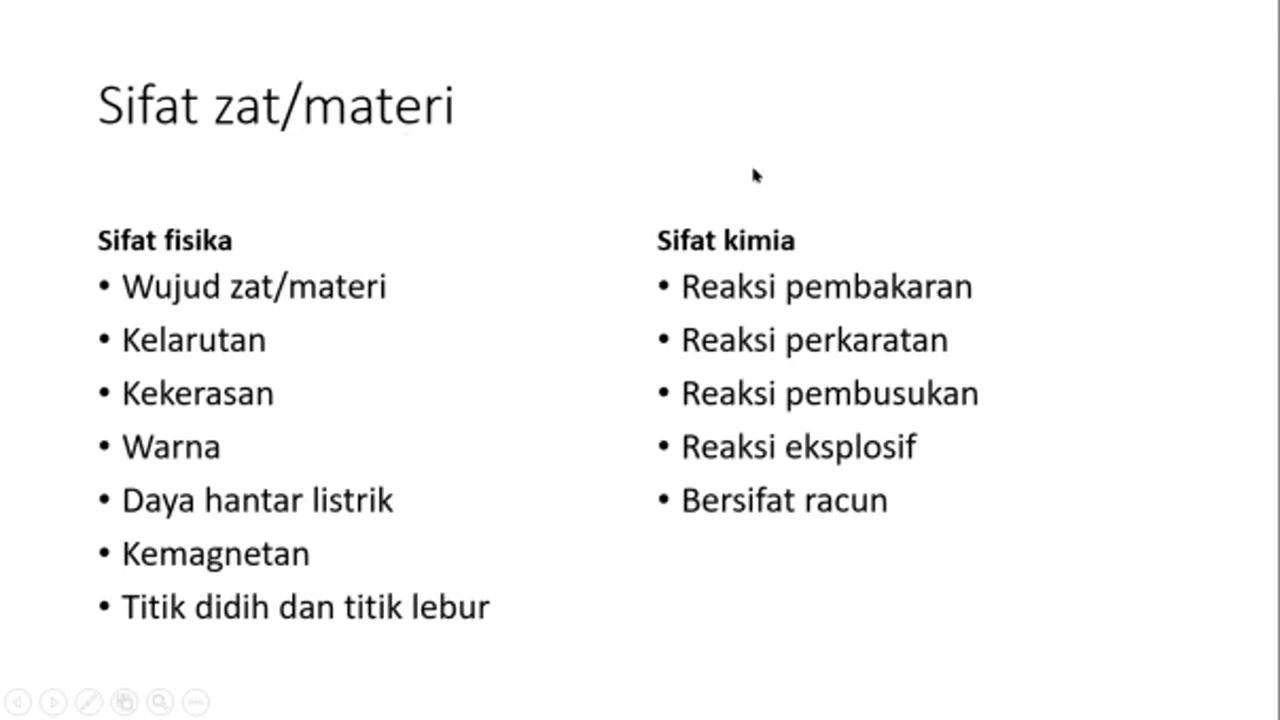 Sifat zat/materi
Sifat fisika
• Wujud zat/materi
• Kelarutan
• Kekerasan
• Warna
• Daya hantar listrik
• Kemagnetan
• Titik didih dan titik lebur
Sifat kimia
• Reaksi pembakaran
• Reaksi perkaratan
• Reaksi pembusukan
• Reaksi eksplosif
• Bersifat racun